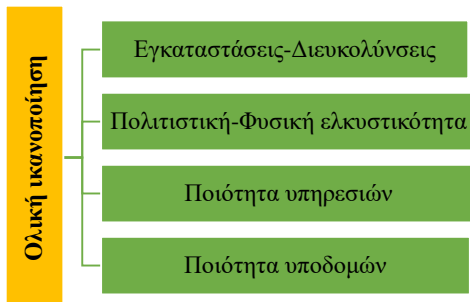 Ολική ικανοποίηση
Εγκαταστάσεις-Διευκολύνσεις
Πολιτιστική-Φυσική ελκυστικότητα
Ποιότητα υπηρεσιών
Ποιότητα υποδομών